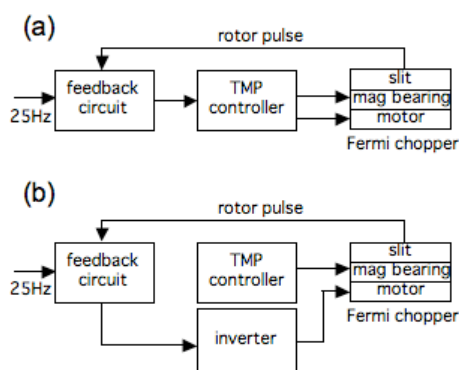 (a)
rotor pulse
feedback
circuit
TMP
controller
slit
mag bearing
motor
25Hz
Fermi chopper
(b)
rotor pulse
feedback
circuit
TMP
controller
slit
mag bearing
motor
25Hz
inverter
Fermi chopper